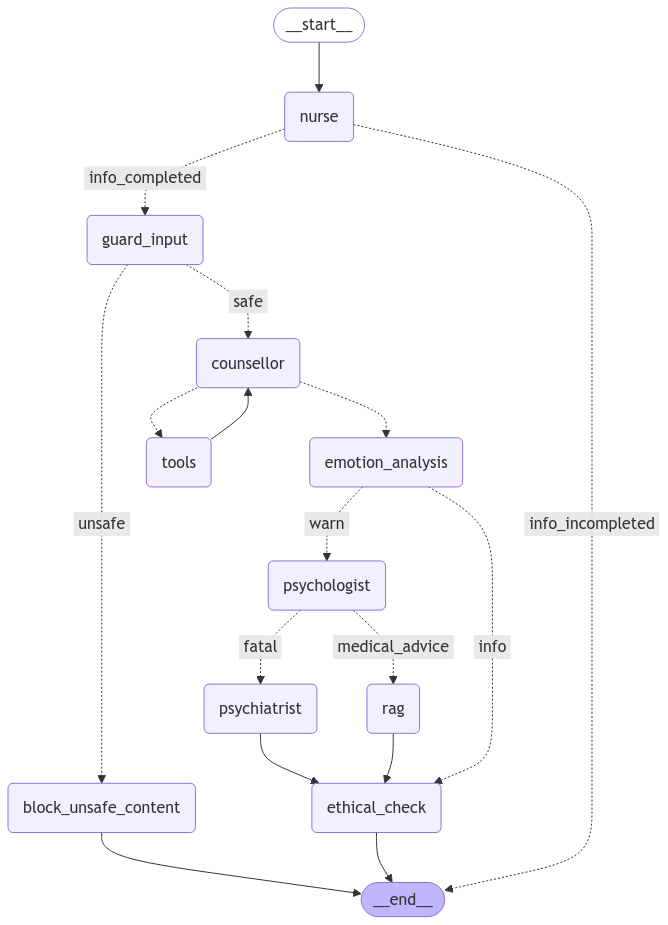 __start__
nurse
info_completed
guard_input
safe
counsellor
tools
emotion_analysis
unsafe
warn
info_incompleted
psychologist
fatal
medical_advice
info
psychiatrist
rag
block_unsafe_content
ethical_check
__end__